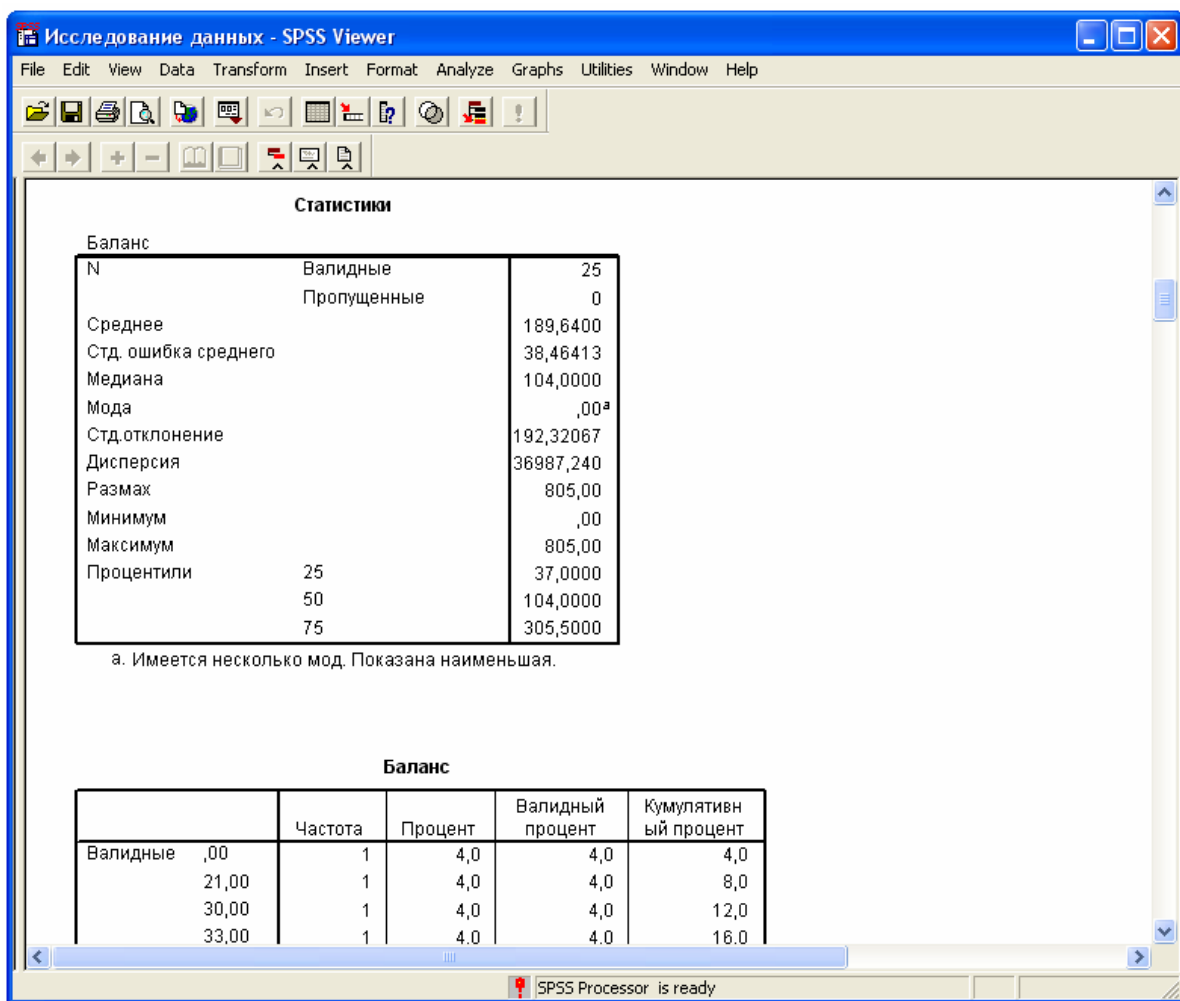 Исследование данных - SPSS Viewer
File Edit View Data Transform Insert Format Analyze Graphs Utilities Window Help
Статистики
Баланс
N Валидные 25
Пропущенные 0
Среднее 189,6400
Стд. ошибка среднего 38,46413
Медиана 104,0000
Мода ,00a
Стд.отклонение 192,32067
Дисперсия 36987,240
Размах 805,00
Минимум ,00
Максимум 805,00
Процентили 25 37,0000
50 104,0000
75 305,5000
a. Имеется несколько мод. Показана наименьшая.
Баланс
Частота Процент Валидный процент Кумулятивн ый процент
Валидные ,00 1 4,0 4,0 4,0
21,00 1 4,0 4,0 8,0
30,00 1 4,0 4,0 12,0
33,00 1 4,0 4,0 16,0
SPSS Processor is ready